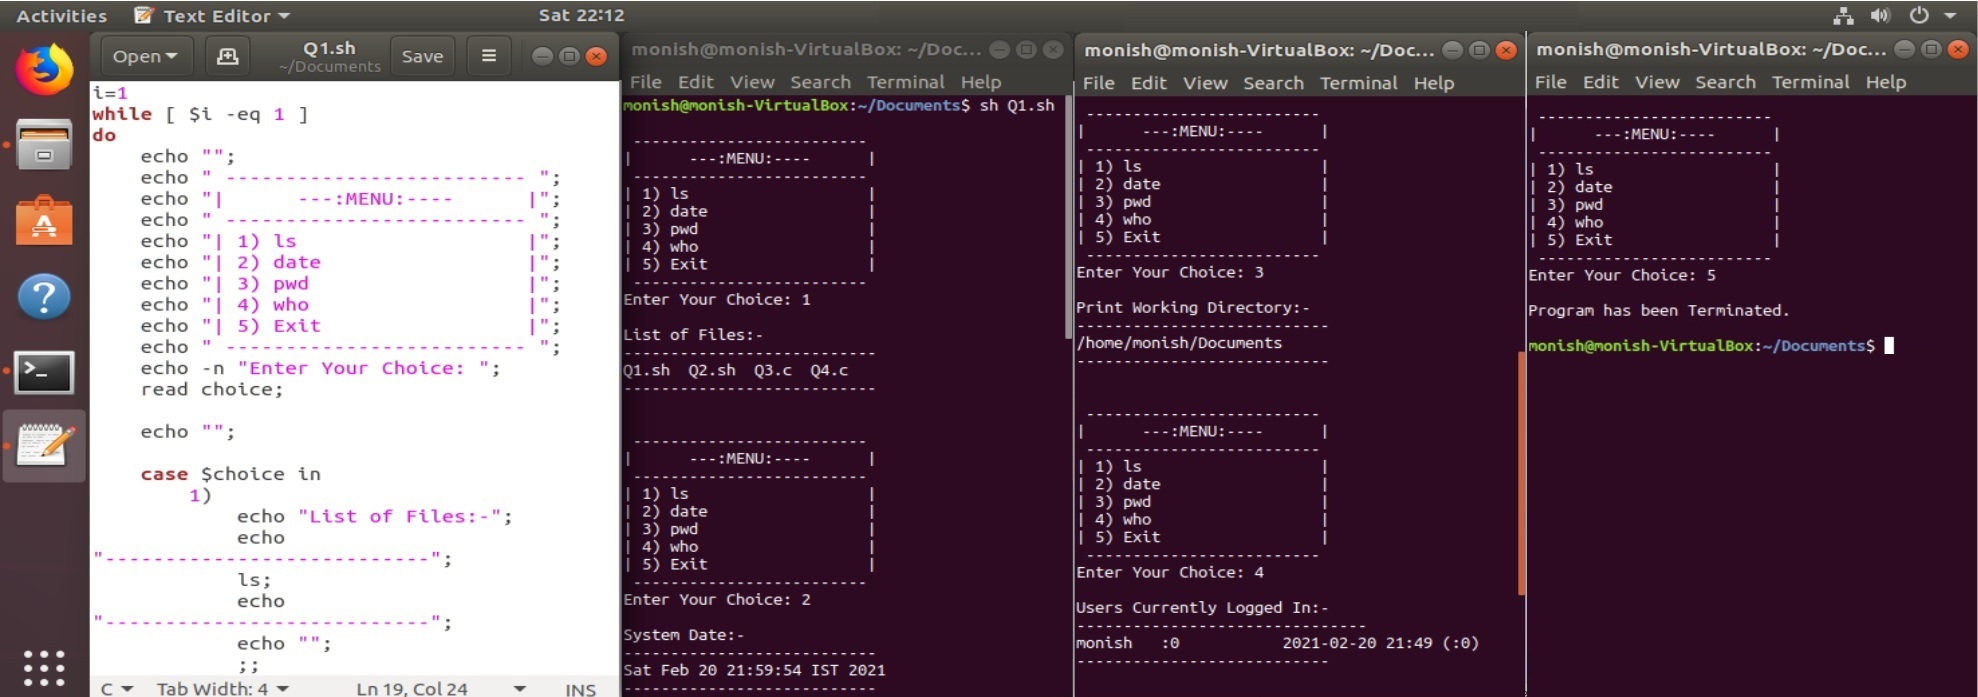 Activities Text Editor Sat 22:12
Open Q1.sh Save
~/Documents
i=1
while [ $i -eq 1 ]
do
echo "";
echo " ------------------------- ";
echo "|      ---:MENU:----      |";
echo " ------------------------- ";
echo "| 1) ls                   |";
echo "| 2) date                 |";
echo "| 3) pwd                  |";
echo "| 4) who                  |";
echo "| 5) Exit                 |";
echo " ------------------------- ";
echo -n "Enter Your Choice: ";
read choice;
echo "";
case $choice in
1)
echo "List of Files:-";
echo
"---------------------------";
ls;
echo
"---------------------------";
echo "";
;;
C Tab Width: 4 Ln 19, Col 24 INS
monish@monish-VirtualBox: ~/Doc...
File Edit View Search Terminal Help
monish@monish-VirtualBox:~/Documents$ sh Q1.sh
 -------------------------
|      ---:MENU:----      |
 -------------------------
| 1) ls                   |
| 2) date                 |
| 3) pwd                  |
| 4) who                  |
| 5) Exit                 |
 -------------------------
Enter Your Choice: 1
List of Files:-
---------------------------
Q1.sh  Q2.sh  Q3.c  Q4.c
---------------------------
 -------------------------
|      ---:MENU:----      |
 -------------------------
| 1) ls                   |
| 2) date                 |
| 3) pwd                  |
| 4) who                  |
| 5) Exit                 |
 -------------------------
Enter Your Choice: 2
System Date:-
---------------------------
Sat Feb 20 21:59:54 IST 2021
---------------------------
monish@monish-VirtualBox: ~/Doc...
File Edit View Search Terminal Help
 -------------------------
|      ---:MENU:----      |
 -------------------------
| 1) ls                   |
| 2) date                 |
| 3) pwd                  |
| 4) who                  |
| 5) Exit                 |
 -------------------------
Enter Your Choice: 3
Print Working Directory:-
---------------------------
/home/monish/Documents
---------------------------
 -------------------------
|      ---:MENU:----      |
 -------------------------
| 1) ls                   |
| 2) date                 |
| 3) pwd                  |
| 4) who                  |
| 5) Exit                 |
 -------------------------
Enter Your Choice: 4
Users Currently Logged In:-
-------------------------------
monish   :0           2021-02-20 21:49 (:0)
---------------------------
monish@monish-VirtualBox: ~/Doc...
File Edit View Search Terminal Help
 -------------------------
|      ---:MENU:----      |
 -------------------------
| 1) ls                   |
| 2) date                 |
| 3) pwd                  |
| 4) who                  |
| 5) Exit                 |
 -------------------------
Enter Your Choice: 5
Program has been Terminated.
monish@monish-VirtualBox:~/Documents$